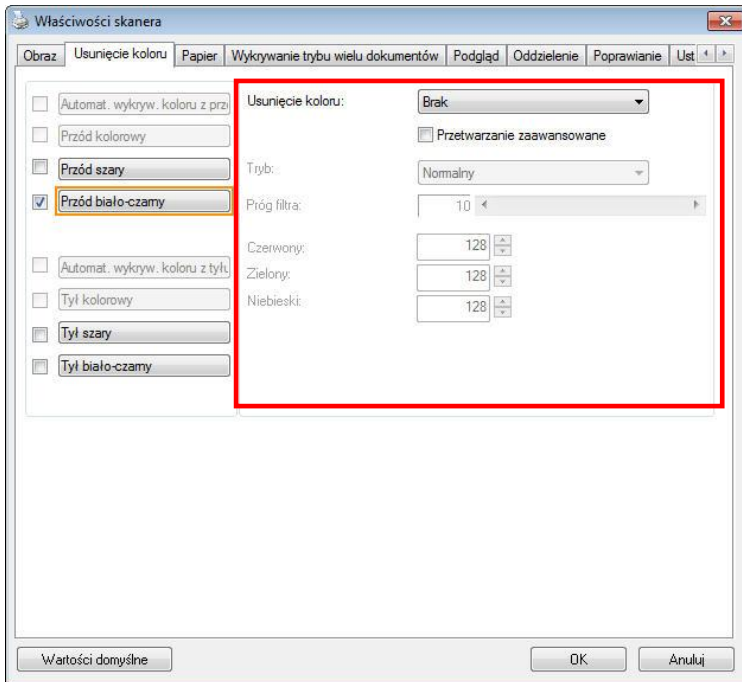 Właściwości skanera
Obraz Usunięcie koloru Papier Wykrywanie trybu wielu dokumentów Podgląd Oddzielenie Poprawianie Ust
Automat. wykryw. koloru z prz
Przód kolorowy
Przód szary
Przód biało-czarny
Automat. wykryw. koloru z tyłu
Tył kolorowy
Tył szary
Tył biało-czarny
Usunięcie koloru: Brak
Przetwarzanie zaawansowane
Tryb: Normalny
Próg filtra: 10
Czerwony: 128
Zielony: 128
Niebieski: 128
Wartości domyślne OK Anuluj